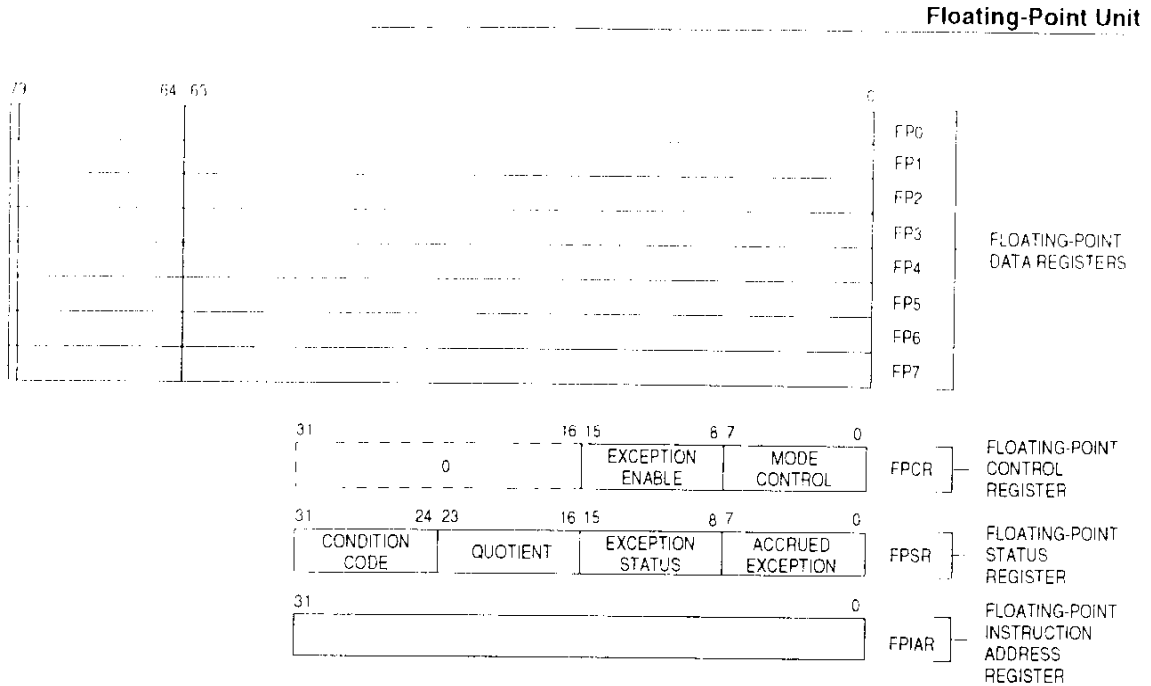 Floating-Point Unit
79 64 63 0
FP0
FP1
FP2
FP3
FP4
FP5
FP6
FP7
FLOATING-POINT
DATA REGISTERS
31 16 15 8 7 0
0
EXCEPTION
ENABLE
MODE
CONTROL
FPCR
FLOATING-POINT
CONTROL
REGISTER
31 24 23 16 15 8 7 0
CONDITION
CODE
QUOTIENT
EXCEPTION
STATUS
ACCRUED
EXCEPTION
FPSR
FLOATING-POINT
STATUS
REGISTER
31 0
FPIAR
FLOATING-POINT
INSTRUCTION
ADDRESS
REGISTER